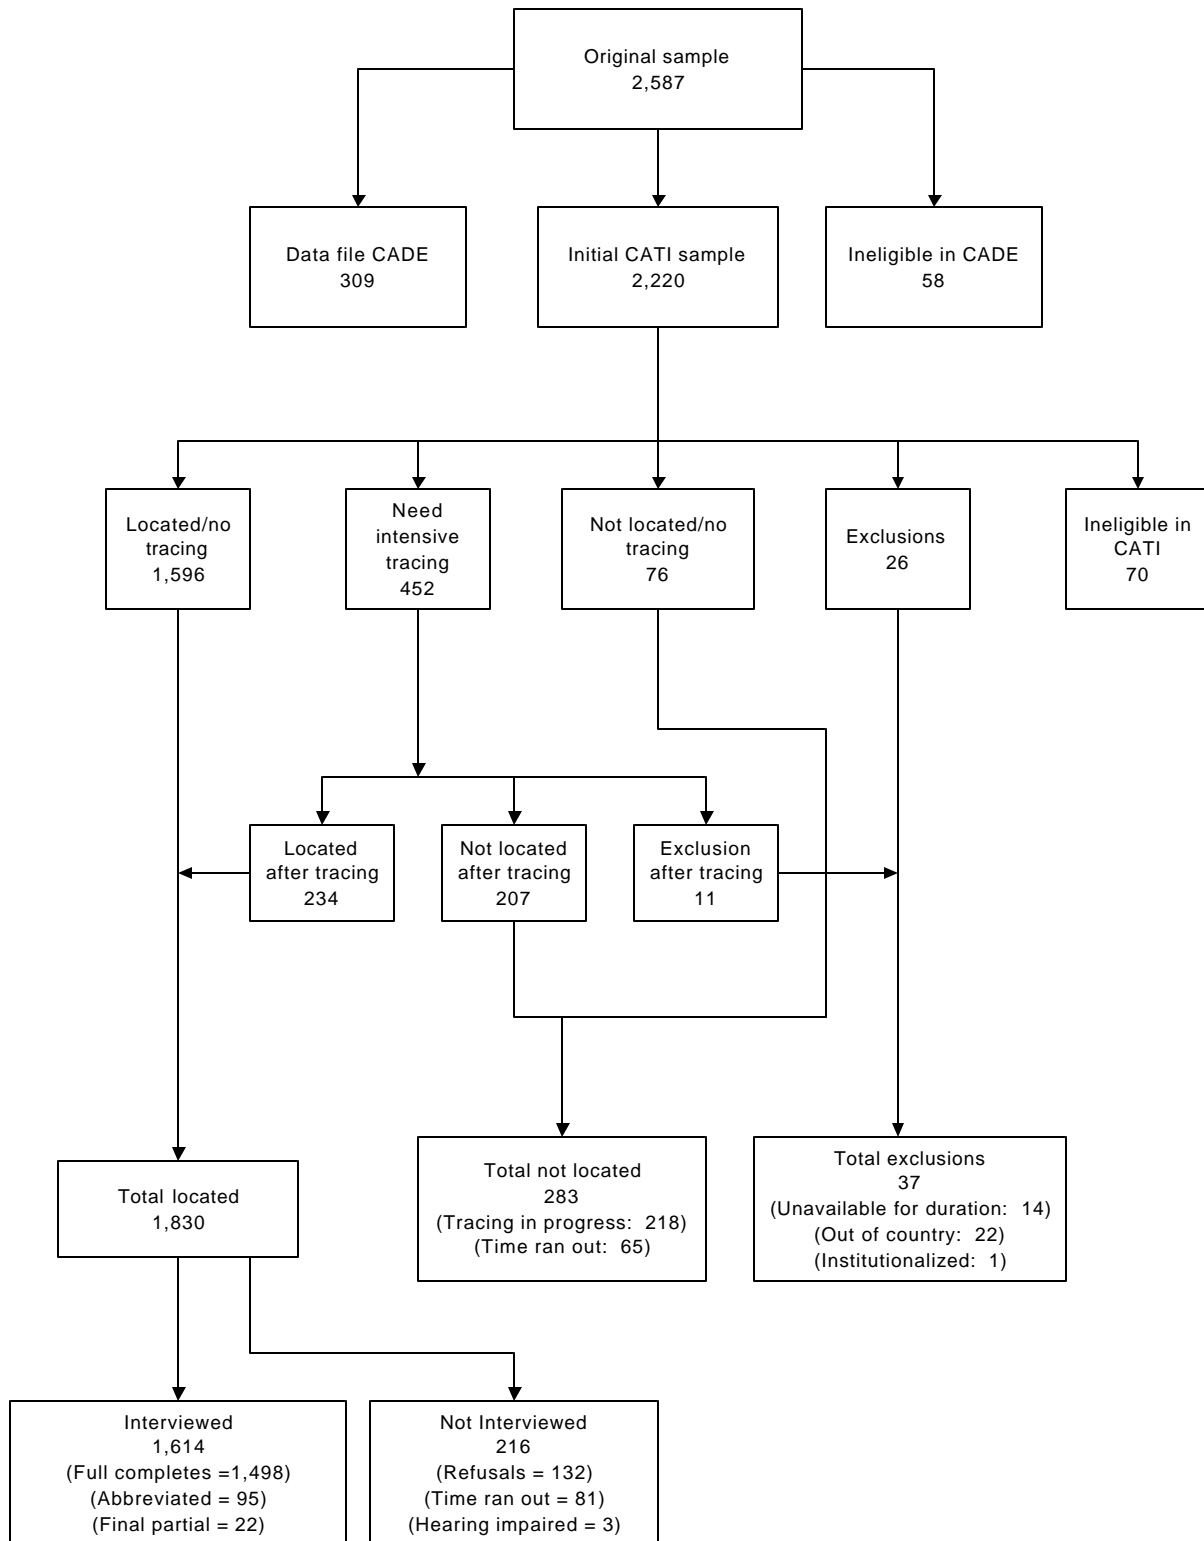 Original sample
2,587
Data file CADE
309
Initial CATI sample
2,220
Ineligible in CADE
58
Located/no
tracing
1,596
Need
intensive
tracing
452
Not located/no
tracing
76
Exclusions
26
Ineligible in
CATI
70
Located
after tracing
234
Not located
after tracing
207
Exclusion
after tracing
11
Total located
1,830
Total not located
283
(Tracing in progress:  218)
(Time ran out:  65)
Total exclusions
37
(Unavailable for duration:  14)
(Out of country:  22)
(Institutionalized:  1)
Interviewed
1,614
(Full completes =1,498)
(Abbreviated = 95)
(Final partial = 22)
Not Interviewed
216
(Refusals = 132)
(Time ran out = 81)
(Hearing impaired = 3)